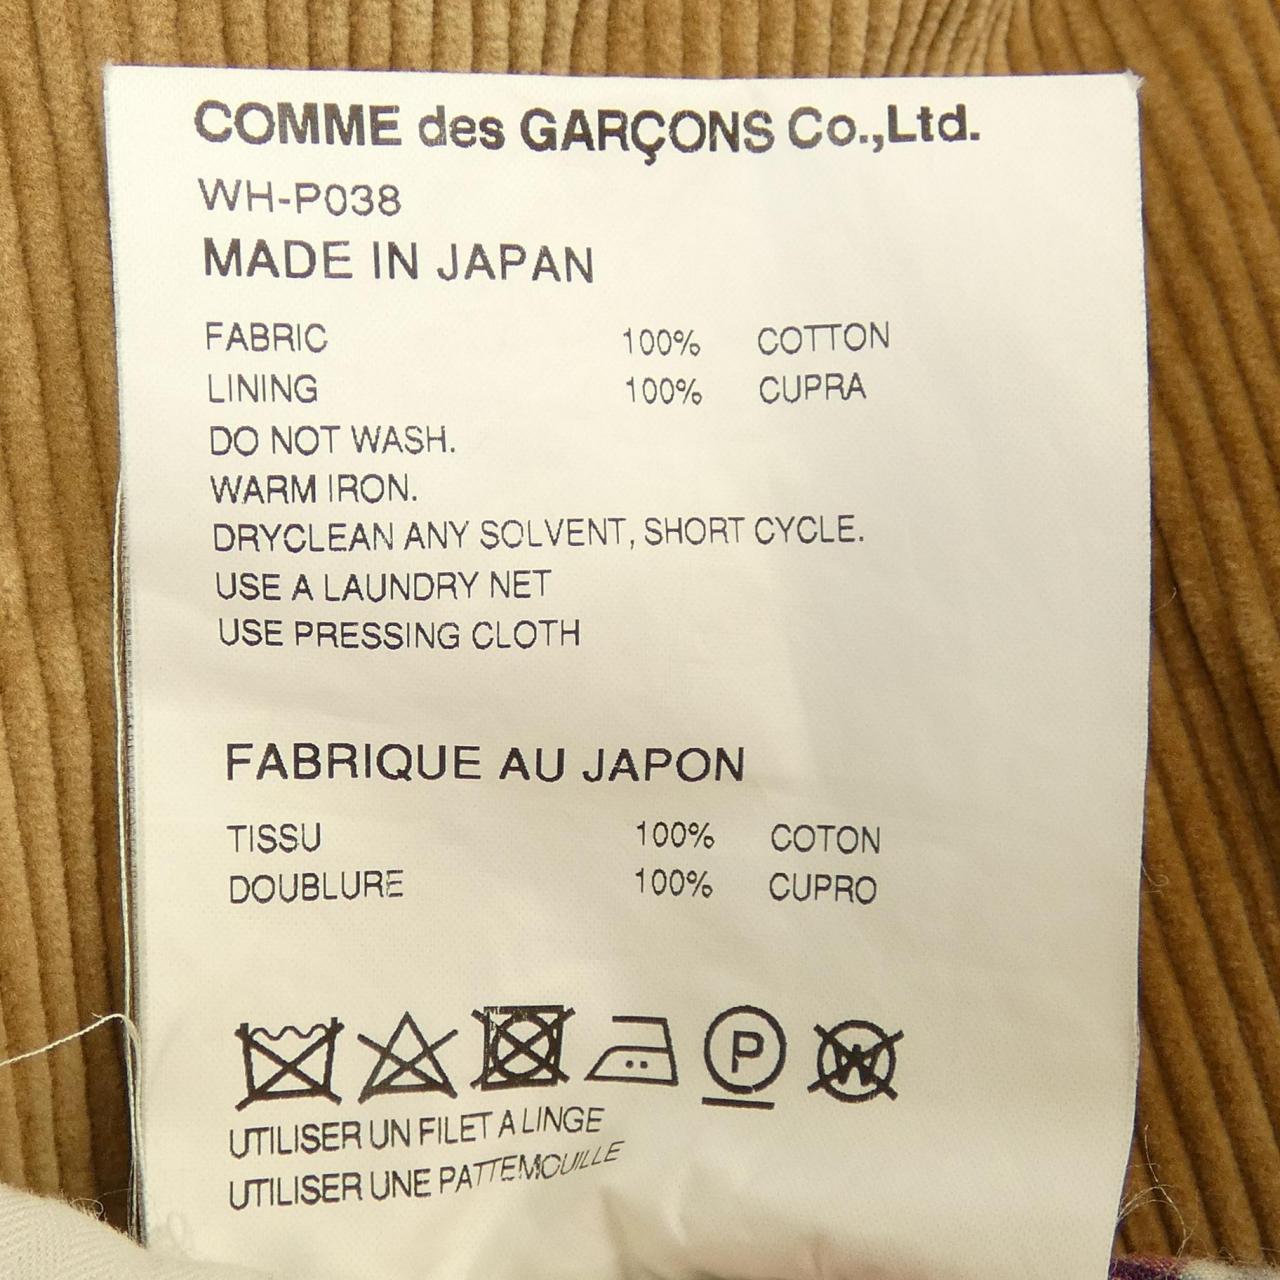 COMME des GARÇONS Co.,Ltd.
WH-P038
MADE IN JAPAN
FABRIC 100% COTTON
LINING 100% CUPRA
DO NOT WASH.
WARM IRON.
DRYCLEAN ANY SOLVENT, SHORT CYCLE.
USE A LAUNDRY NET
USE PRESSING CLOTH
FABRIQUE AU JAPON
TISSU 100% COTON
DOUBLURE 100% CUPRO
P W
UTILISER UN FILET A LINGE
UTILISER UNE PATTEMOUILLE